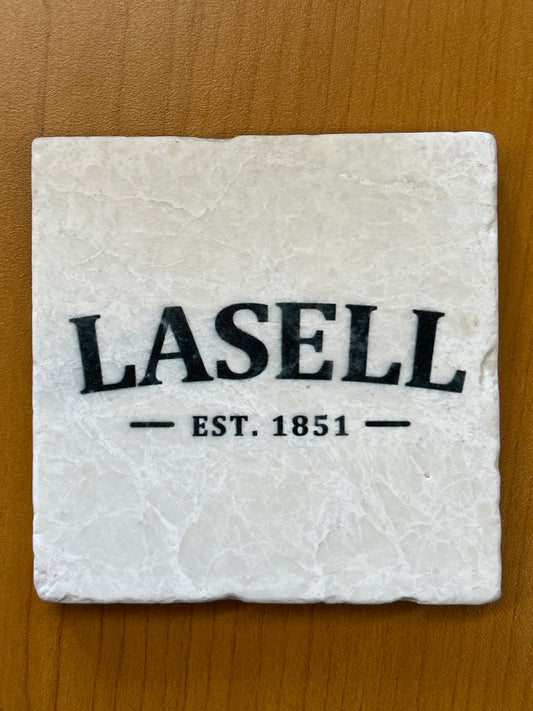 LASELL
— EST. 1851 —